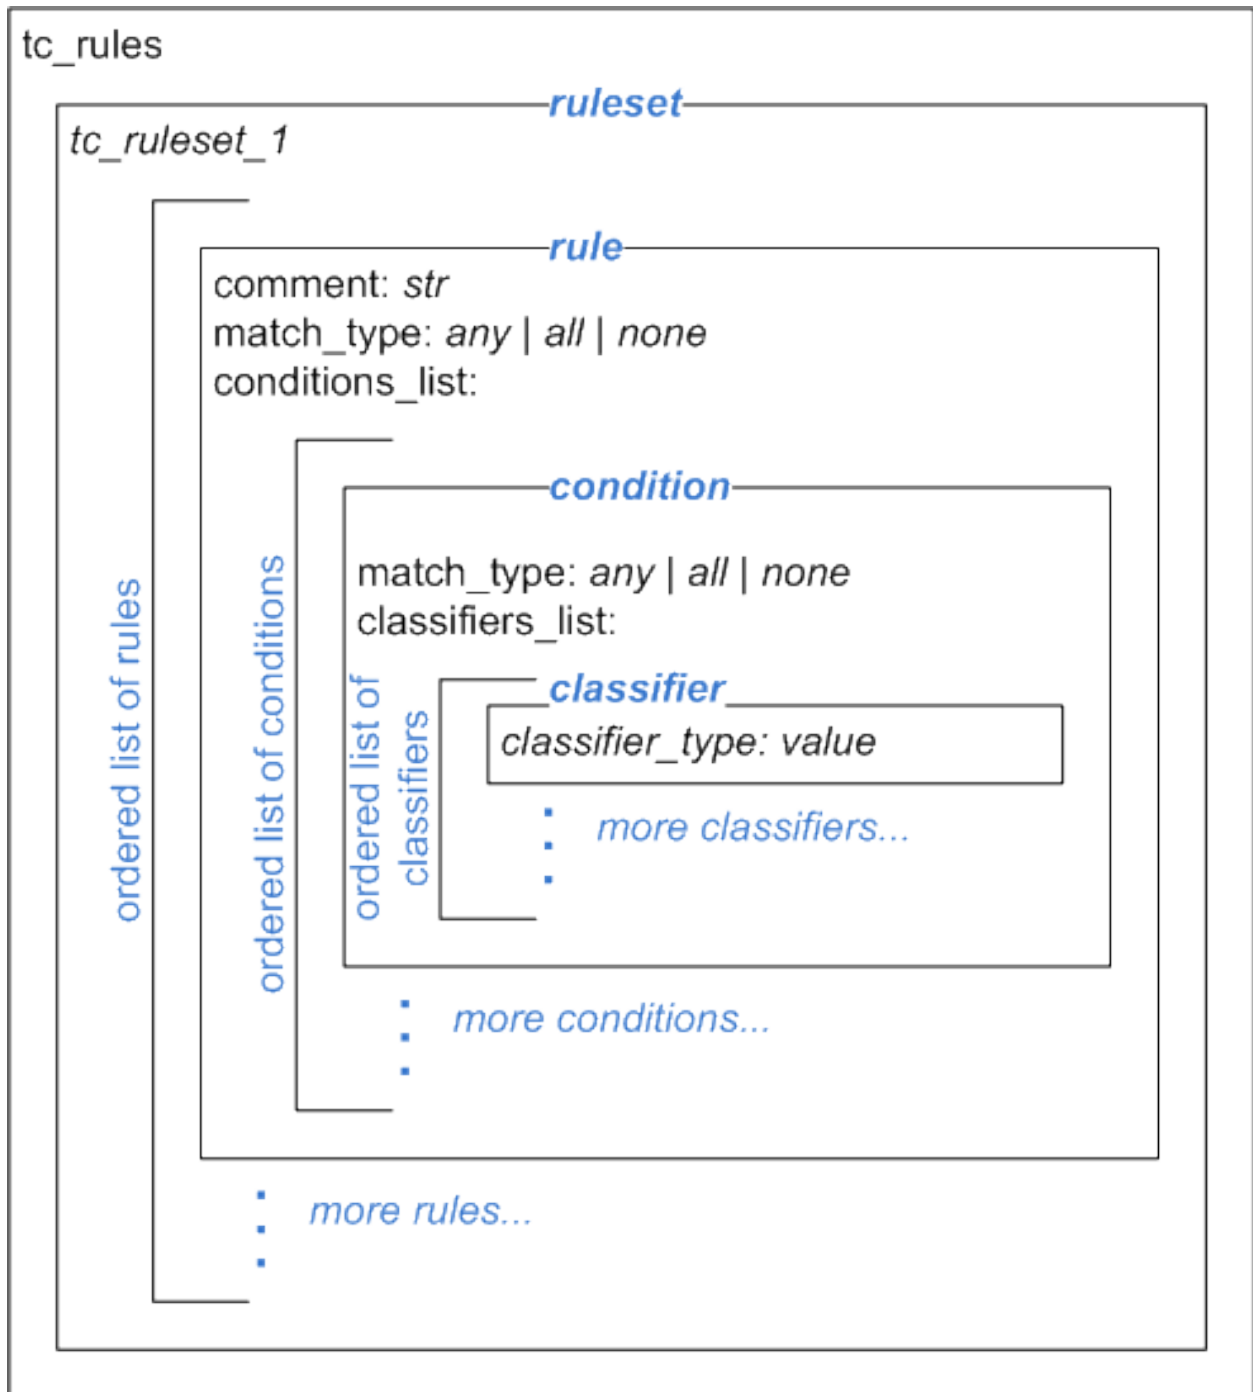 tc_rules
ruleset
tc_ruleset_1
rule
comment: str
match_type: any | all | none
conditions_list:
condition
match_type: any | all | none
classifiers_list:
classifier
classifier_type: value
more classifiers...
ordered list of
classifiers
more conditions...
ordered list of conditions
more rules...
ordered list of rules